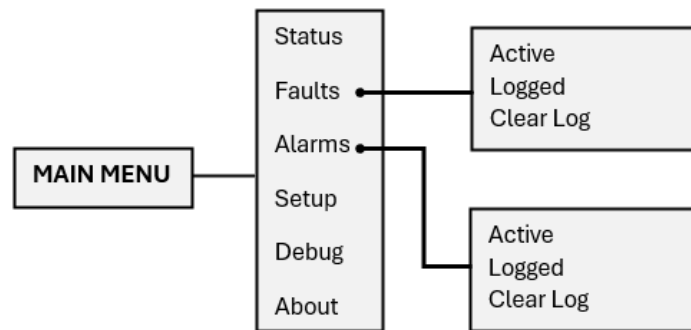 MAIN MENU
Status
Faults
Alarms
Setup
Debug
About
Active
Logged
Clear Log
Active
Logged
Clear Log